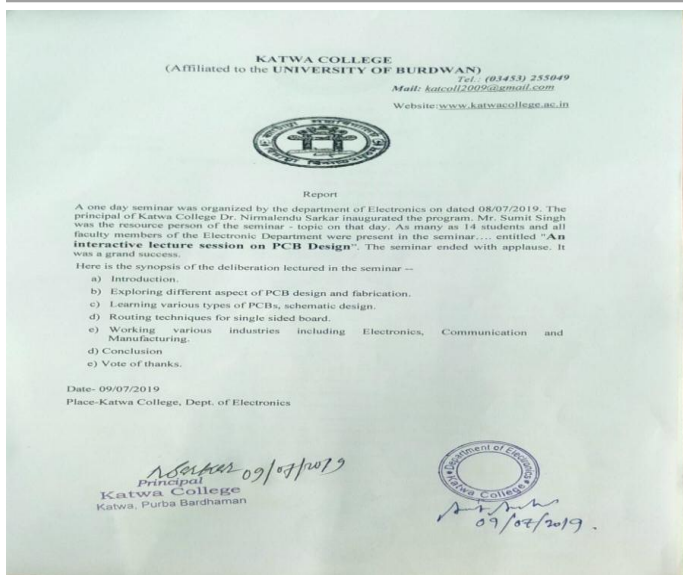 KATWA COLLEGE
(Affiliated to the UNIVERSITY OF BURDWAN)
Tel.: (03453) 255049
Mail: katcoll2009@gmail.com
Website:www.katwacollege.ac.in
Report
A one day seminar was organized by the department of Electronics on dated 08/07/2019. The
principal of Katwa College Dr. Nirmalendu Sarkar inaugurated the program. Mr. Sumit Singh
was the resource person of the seminar - topic on that day. As many as 14 students and all
faculty members of the Electronic Department were present in the seminar.... entitled "An
interactive lecture session on PCB Design". The seminar ended with applause. It
was a grand success.
Here is the synopsis of the deliberation lectured in the seminar --
a) Introduction.
b) Exploring different aspect of PCB design and fabrication.
c) Learning various types of PCBs, schematic design.
d) Routing techniques for single sided board.
e) Working various industries including Electronics, Communication and
Manufacturing.
d) Conclusion
e) Vote of thanks.
Date- 09/07/2019
Place-Katwa College, Dept. of Electronics
09/07/2019
Principal
Katwa College
Katwa, Purba Bardhaman
Department of Electronics
Katwa College
09/07/2019.